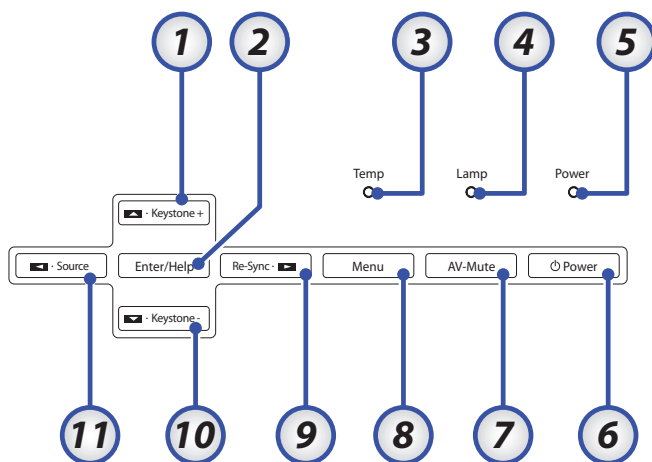 1 2 3 4 5
Temp Lamp Power
▲ · Keystone +
◄ · Source Enter/Help Re-Sync · ► Menu AV-Mute ⏻ Power
▼ · Keystone -
11 10 9 8 7 6